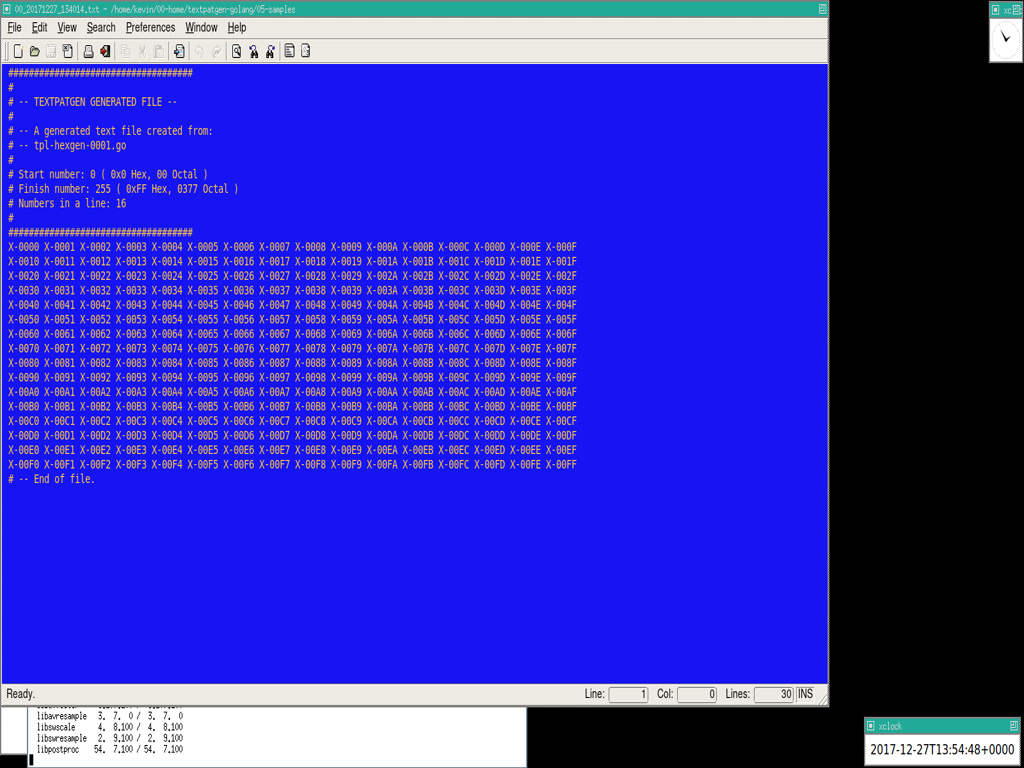 00_20171227_134014.txt - /home/kevin/00-home/textpatgen-golang/05-samples
File Edit View Search Preferences Window Help
###################################
#
# -- TEXTPATGEN GENERATED FILE --
#
# -- A generated text file created from:
# -- tpl-hexgen-0001.go
#
# Start number: 0 ( 0x0 Hex, 00 Octal )
# Finish number: 255 ( 0xFF Hex, 0377 Octal )
# Numbers in a line: 16
#
###################################
X-0000 X-0001 X-0002 X-0003 X-0004 X-0005 X-0006 X-0007 X-0008 X-0009 X-000A X-000B X-000C X-000D X-000E X-000F
X-0010 X-0011 X-0012 X-0013 X-0014 X-0015 X-0016 X-0017 X-0018 X-0019 X-001A X-001B X-001C X-001D X-001E X-001F
X-0020 X-0021 X-0022 X-0023 X-0024 X-0025 X-0026 X-0027 X-0028 X-0029 X-002A X-002B X-002C X-002D X-002E X-002F
X-0030 X-0031 X-0032 X-0033 X-0034 X-0035 X-0036 X-0037 X-0038 X-0039 X-003A X-003B X-003C X-003D X-003E X-003F
X-0040 X-0041 X-0042 X-0043 X-0044 X-0045 X-0046 X-0047 X-0048 X-0049 X-004A X-004B X-004C X-004D X-004E X-004F
X-0050 X-0051 X-0052 X-0053 X-0054 X-0055 X-0056 X-0057 X-0058 X-0059 X-005A X-005B X-005C X-005D X-005E X-005F
X-0060 X-0061 X-0062 X-0063 X-0064 X-0065 X-0066 X-0067 X-0068 X-0069 X-006A X-006B X-006C X-006D X-006E X-006F
X-0070 X-0071 X-0072 X-0073 X-0074 X-0075 X-0076 X-0077 X-0078 X-0079 X-007A X-007B X-007C X-007D X-007E X-007F
X-0080 X-0081 X-0082 X-0083 X-0084 X-0085 X-0086 X-0087 X-0088 X-0089 X-008A X-008B X-008C X-008D X-008E X-008F
X-0090 X-0091 X-0092 X-0093 X-0094 X-0095 X-0096 X-0097 X-0098 X-0099 X-009A X-009B X-009C X-009D X-009E X-009F
X-00A0 X-00A1 X-00A2 X-00A3 X-00A4 X-00A5 X-00A6 X-00A7 X-00A8 X-00A9 X-00AA X-00AB X-00AC X-00AD X-00AE X-00AF
X-00B0 X-00B1 X-00B2 X-00B3 X-00B4 X-00B5 X-00B6 X-00B7 X-00B8 X-00B9 X-00BA X-00BB X-00BC X-00BD X-00BE X-00BF
X-00C0 X-00C1 X-00C2 X-00C3 X-00C4 X-00C5 X-00C6 X-00C7 X-00C8 X-00C9 X-00CA X-00CB X-00CC X-00CD X-00CE X-00CF
X-00D0 X-00D1 X-00D2 X-00D3 X-00D4 X-00D5 X-00D6 X-00D7 X-00D8 X-00D9 X-00DA X-00DB X-00DC X-00DD X-00DE X-00DF
X-00E0 X-00E1 X-00E2 X-00E3 X-00E4 X-00E5 X-00E6 X-00E7 X-00E8 X-00E9 X-00EA X-00EB X-00EC X-00ED X-00EE X-00EF
X-00F0 X-00F1 X-00F2 X-00F3 X-00F4 X-00F5 X-00F6 X-00F7 X-00F8 X-00F9 X-00FA X-00FB X-00FC X-00FD X-00FE X-00FF
# -- End of file.
Ready. Line: 1 Col: 0 Lines: 30 INS
libavresample 3. 7. 0 / 3. 7. 0
libswscale 4. 8.100 / 4. 8.100
libswresample 2. 9.100 / 2. 9.100
libpostproc 54. 7.100 / 54. 7.100
xc
xclock
2017-12-27T13:54:48+0000